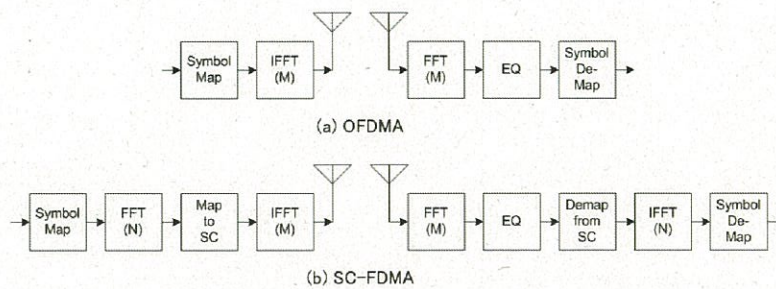 Symbol
Map
IFFT
(M)
FFT
(M)
EQ
Symbol
De-
Map
(a) OFDMA
Symbol
Map
FFT
(N)
Map
to
SC
IFFT
(M)
FFT
(M)
EQ
Demap
from
SC
IFFT
(N)
Symbol
De-
Map
(b) SC-FDMA